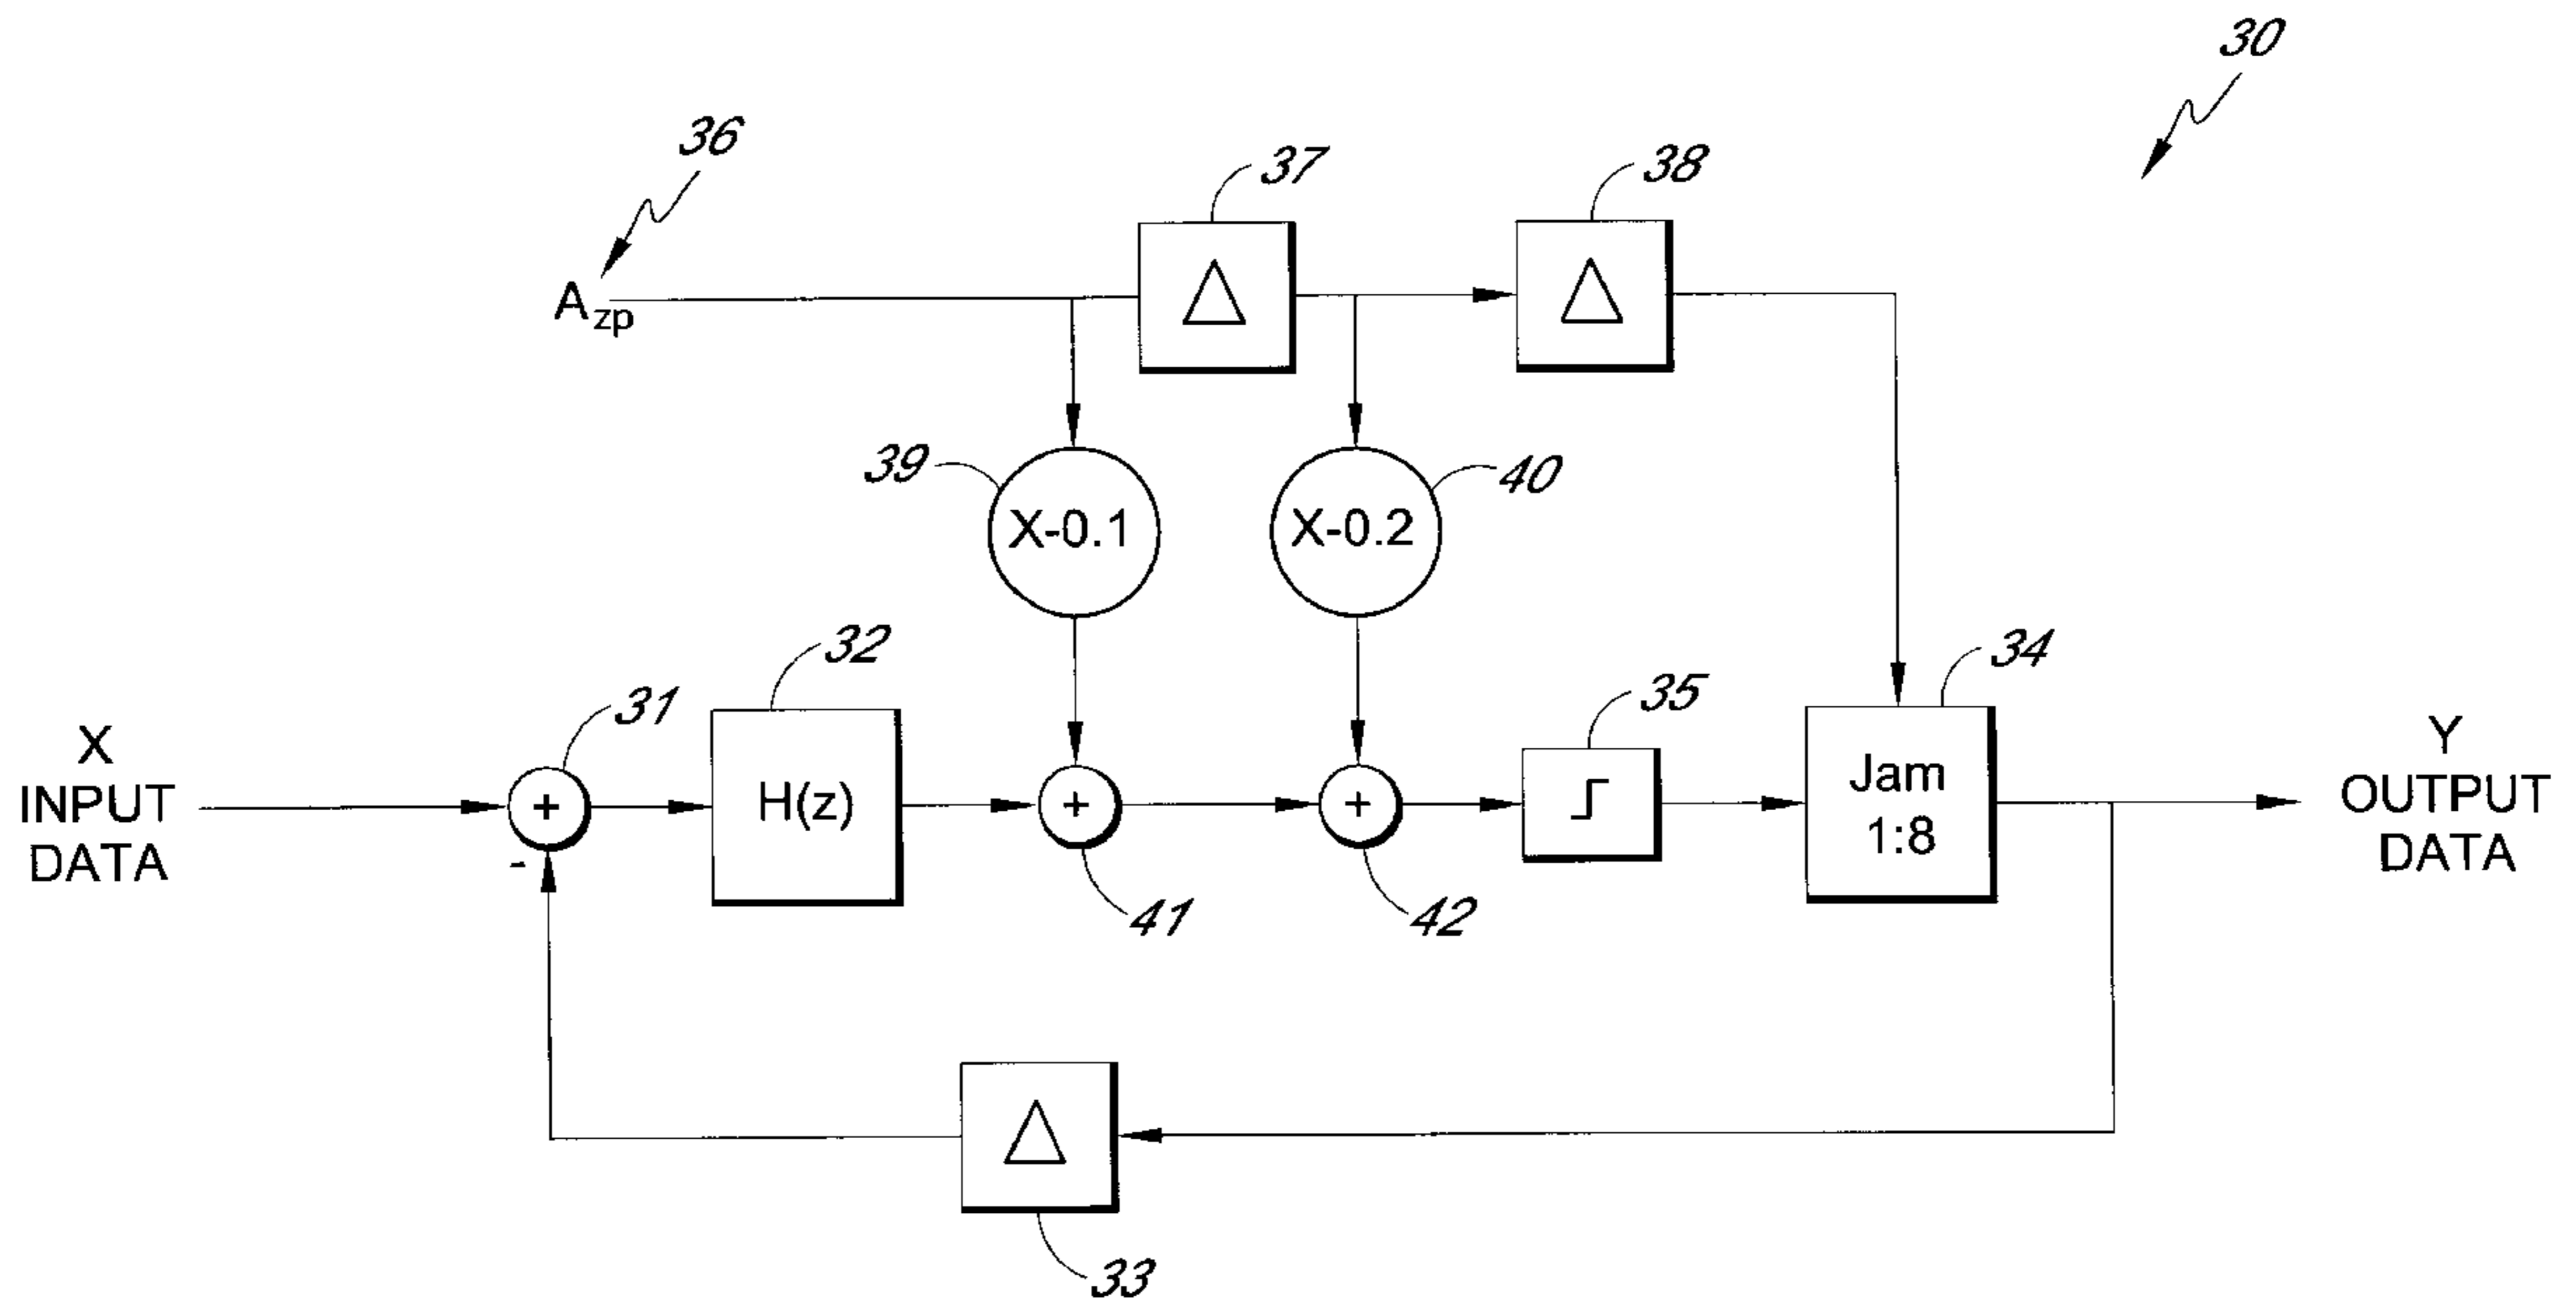 30
36
37
38
Azp
39
X-0.1
40
X-0.2
31
32
35
34
X
INPUT
DATA
+
-
H(z)
+
+
Jam
1:8
Y
OUTPUT
DATA
41
42
33